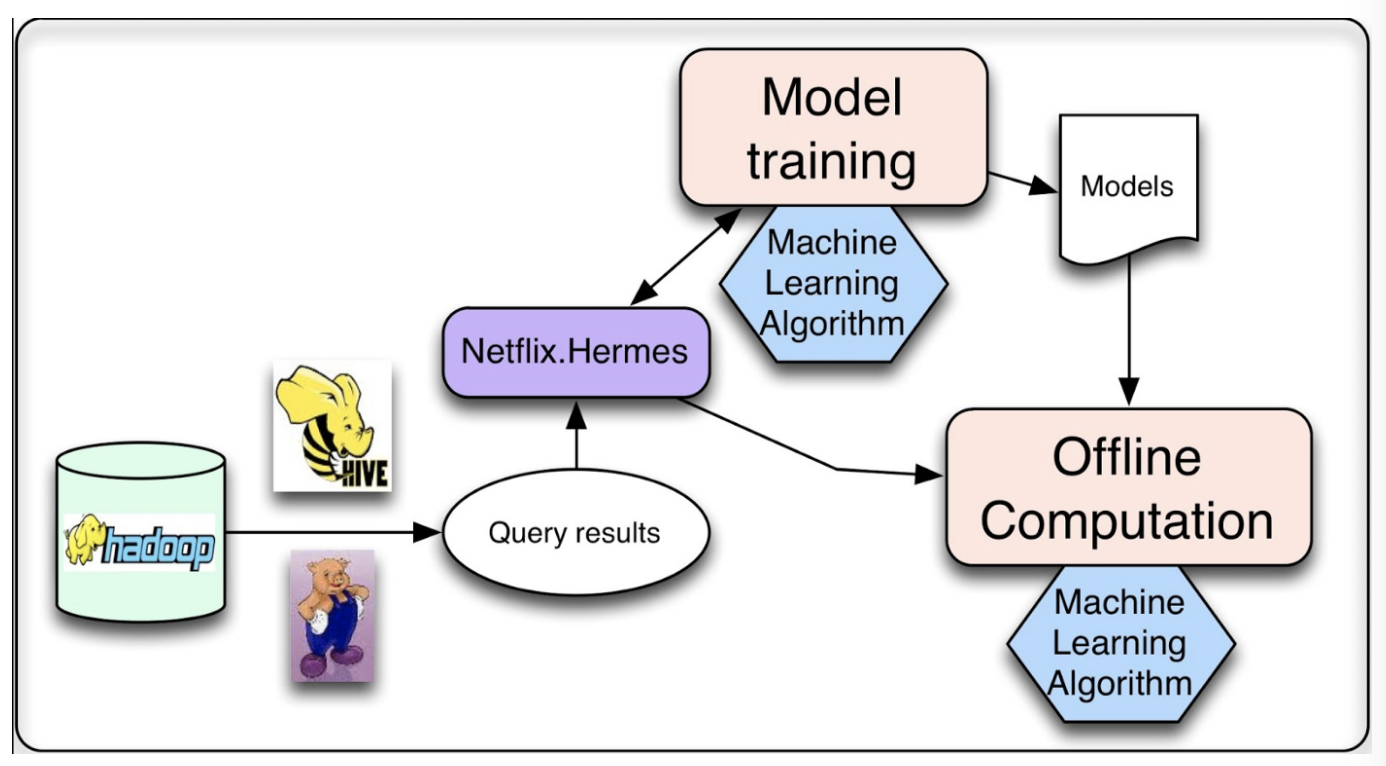 Model
training
Models
Machine
Learning
Algorithm
Netflix.Hermes
HIVE
hadoop
Query results
Offline
Computation
Machine
Learning
Algorithm